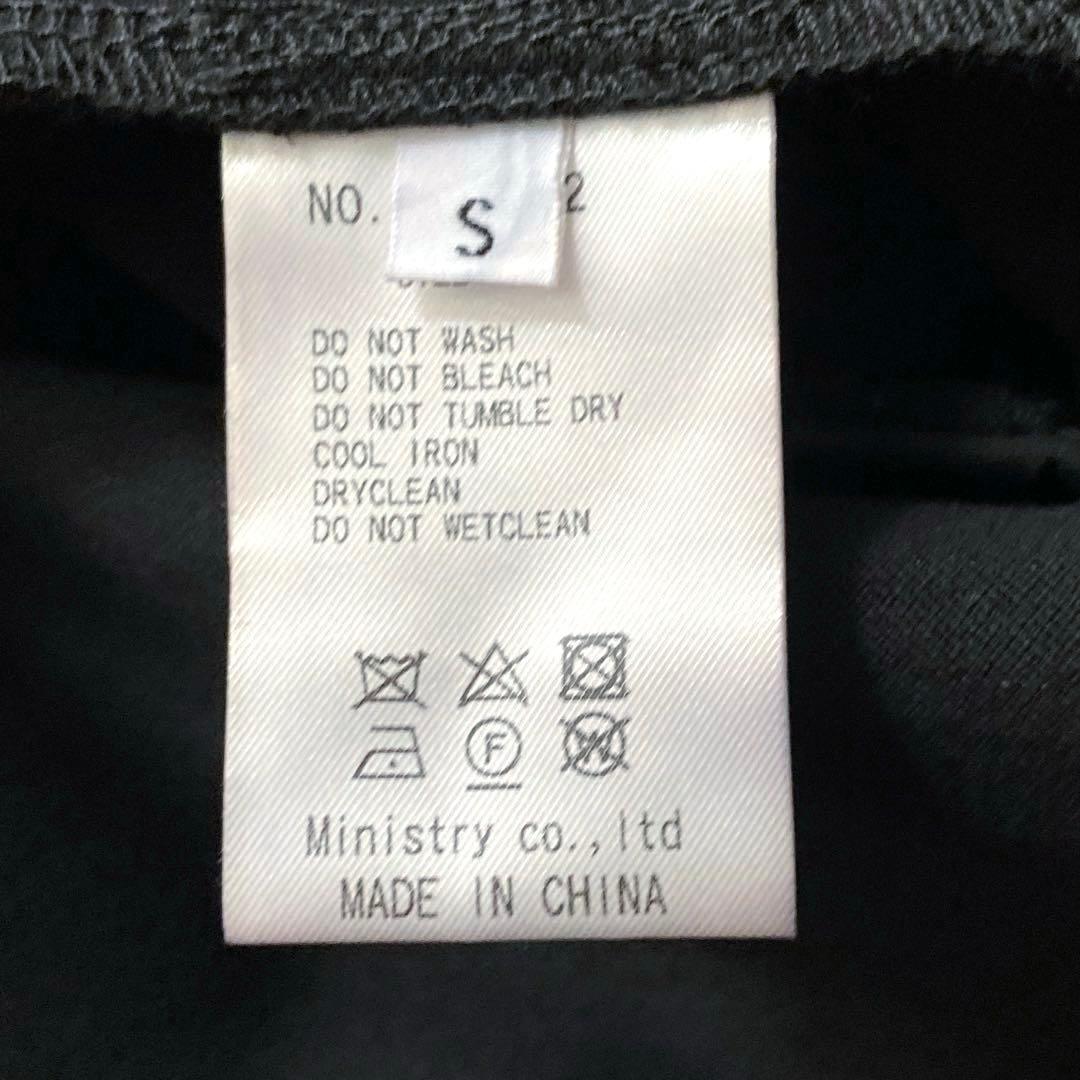 NO. 2
S
DO NOT WASH
DO NOT BLEACH
DO NOT TUMBLE DRY
COOL IRON
DRYCLEAN
DO NOT WETCLEAN
F W
Ministry co.,ltd
MADE IN CHINA